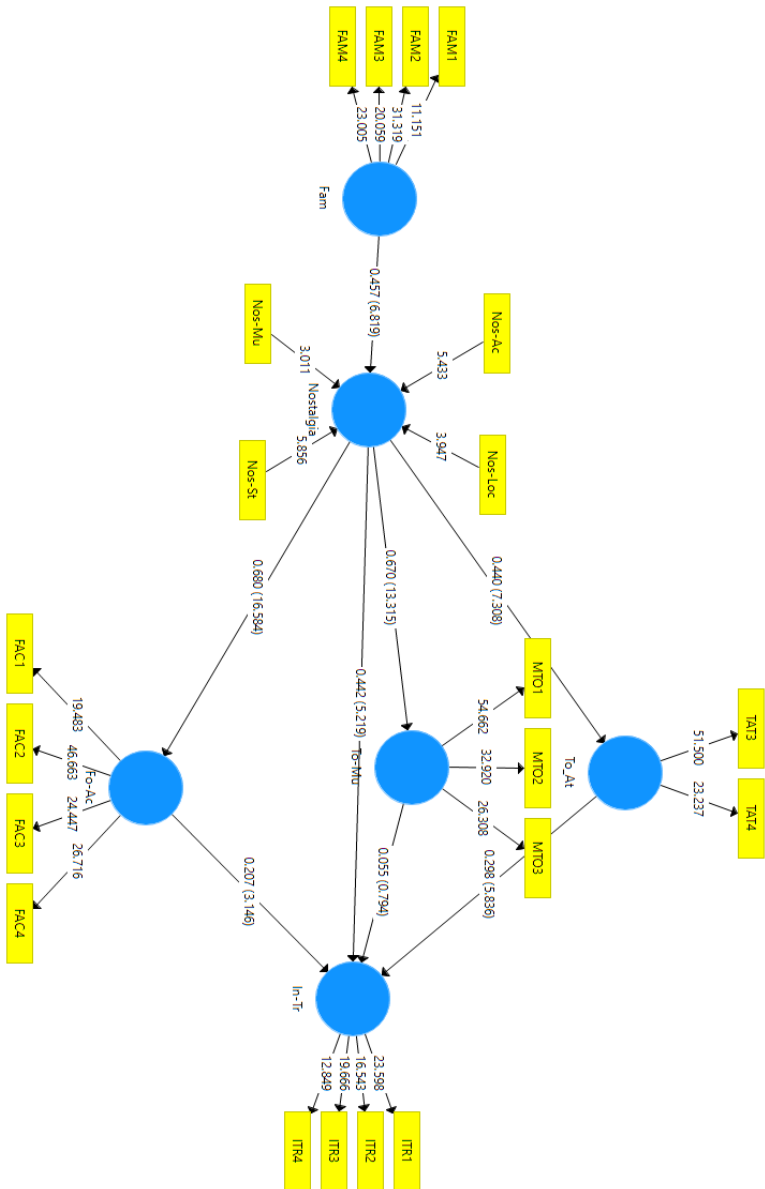 FAM4
FAM3
FAM2
FAM1
23.005
20.059
31.319
11.151
Fam
0.457 (6.819)
Nos-Mu
3.011
Nos-Ac
5.433
Nostalgia
Nos-St
5.856
Nos-Loc
3.947
0.680 (16.584)
0.442 (5.219)
0.670 (13.315)
0.440 (7.308)
FAC1
FAC2
FAC3
FAC4
19.483
46.663
24.447
26.716
Fo-Ac
To-Mu
MTO1
MTO2
MTO3
54.662
32.920
26.308
To_At
TAT3
TAT4
51.500
23.237
0.207 (3.146)
0.055 (0.794)
0.298 (5.836)
In-Tr
12.849
19.666
16.543
23.598
ITR4
ITR3
ITR2
ITR1